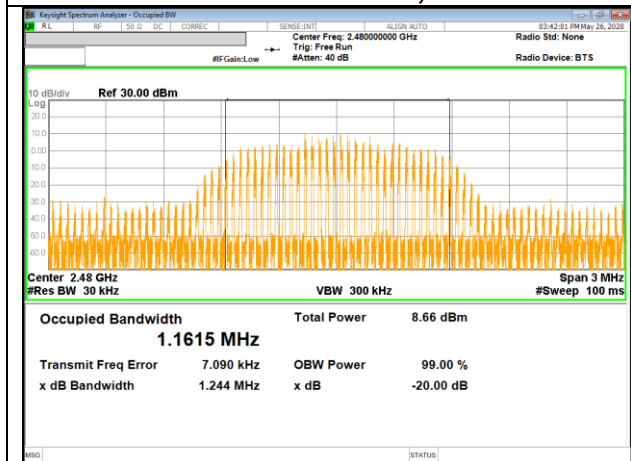 Keysight Spectrum Analyzer - Occupied BW
RL RF 50 Ω DC CORREC SENSE:INT ALIGN AUTO 03:42:01 PM May 26, 2020
Center Freq: 2.480000000 GHz Radio Std: None
Trig: Free Run
#IFGain:Low #Atten: 40 dB Radio Device: BTS
10 dB/div Ref 30.00 dBm
Log
20.0
10.0
0.00
-10.0
-20.0
-30.0
-40.0
-50.0
-60.0
Center 2.48 GHz Span 3 MHz
#Res BW 30 kHz VBW 300 kHz #Sweep 100 ms
Occupied Bandwidth Total Power 8.66 dBm
1.1615 MHz
Transmit Freq Error 7.090 kHz OBW Power 99.00 %
x dB Bandwidth 1.244 MHz x dB -20.00 dB
MSG STATUS